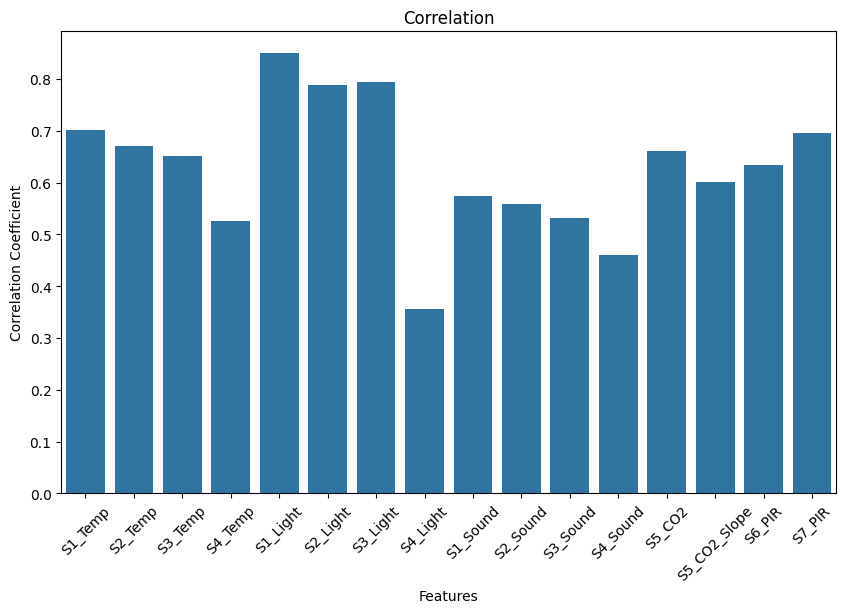 Correlation
Correlation Coefficient
0.8
0.7
0.6
0.5
0.4
0.3
0.2
0.1
0.0
S1_Temp
S2_Temp
S3_Temp
S4_Temp
S1_Light
S2_Light
S3_Light
S4_Light
S1_Sound
S2_Sound
S3_Sound
S4_Sound
S5_CO2
S5_CO2_Slope
S6_PIR
S7_PIR
Features